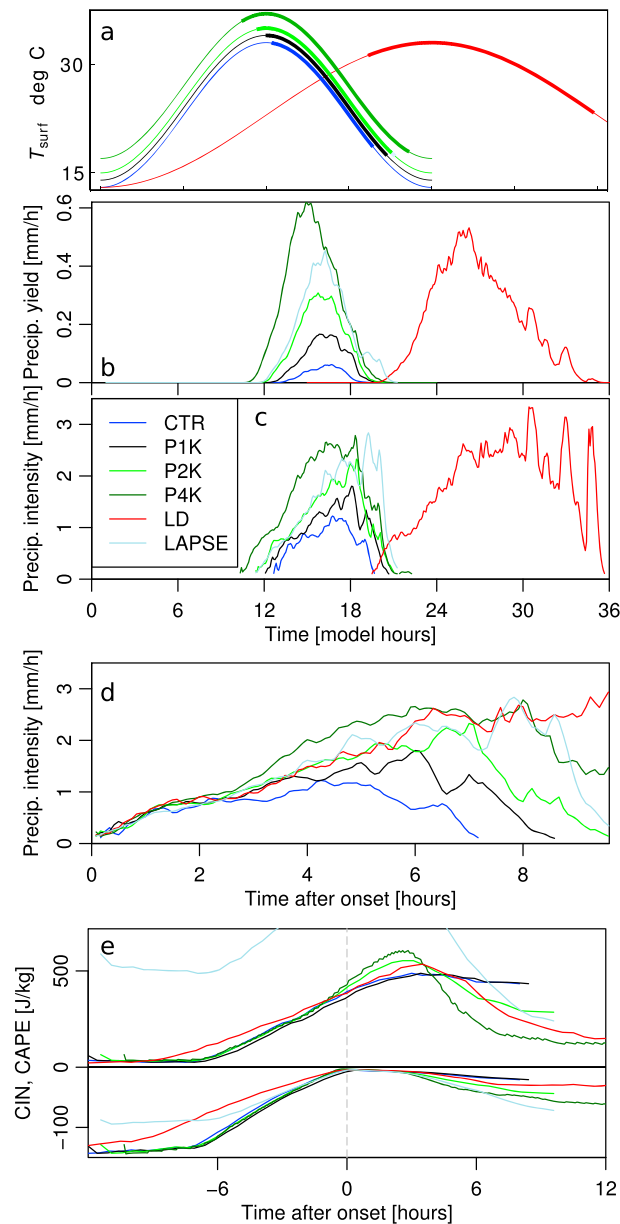 a
T surf deg C
30
15
b
Precip. yield [mm/h]
0.6
0.4
0.2
0
c
Precip. intensity [mm/h]
3
2
1
0
CTR
P1K
P2K
P4K
LD
LAPSE
0 6 12 18 24 30 36
Time [model hours]
d
Precip. intensity [mm/h]
3
2
1
0
0 2 4 6 8
Time after onset [hours]
e
CIN, CAPE [J/kg]
500
0
−100
−6 0 6 12
Time after onset [hours]